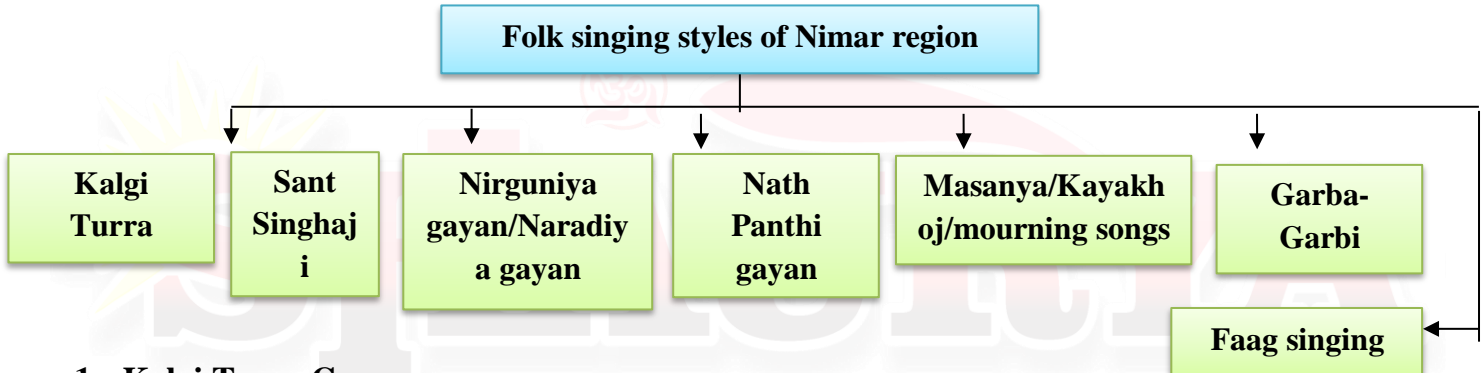 Folk singing styles of Nimar region
Kalgi
Turra
Sant
Singhaj
i
Nirguniya
gayan/Naradiy
a gayan
Nath
Panthi
gayan
Masanya/Kayakh
oj/mourning songs
Garba-
Garbi
Faag singing